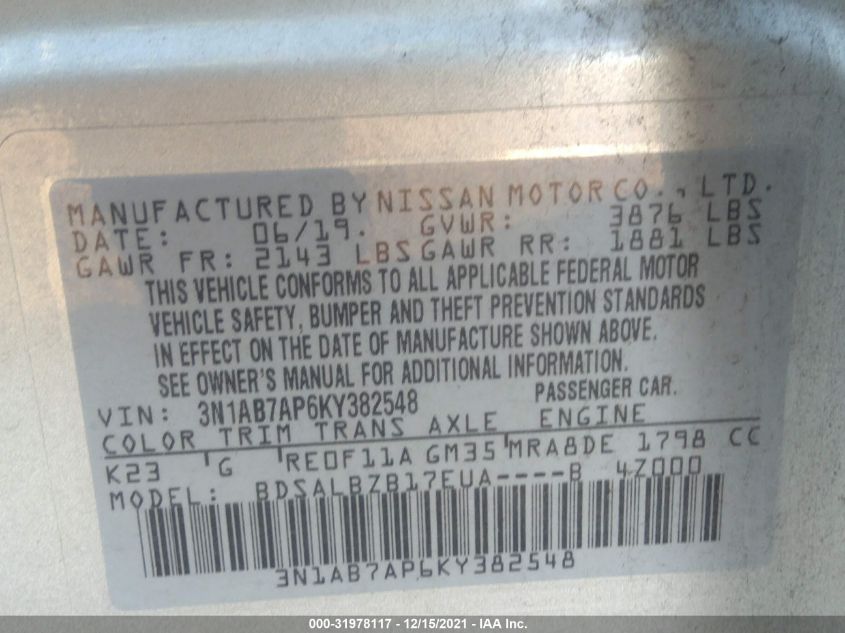 MANUFACTURED BY NISSAN MOTOR CO., LTD.
DATE: 06/19. GVWR: 3876 LBS
GAWR FR: 2143 LBS GAWR RR: 1881 LBS
THIS VEHICLE CONFORMS TO ALL APPLICABLE FEDERAL MOTOR
VEHICLE SAFETY, BUMPER AND THEFT PREVENTION STANDARDS
IN EFFECT ON THE DATE OF MANUFACTURE SHOWN ABOVE.
SEE OWNER'S MANUAL FOR ADDITIONAL INFORMATION.
VIN: 3N1AB7AP6KY382548 PASSENGER CAR.
COLOR TRIM TRANS AXLE ENGINE
K23 'G 'RE0F11A GM35'MRA8DE 1798 CC
MODEL: BDSALBZB17EUA----B 4Z000
3N1AB7AP6KY382548
000-31978117 - 12/15/2021 - IAA Inc.